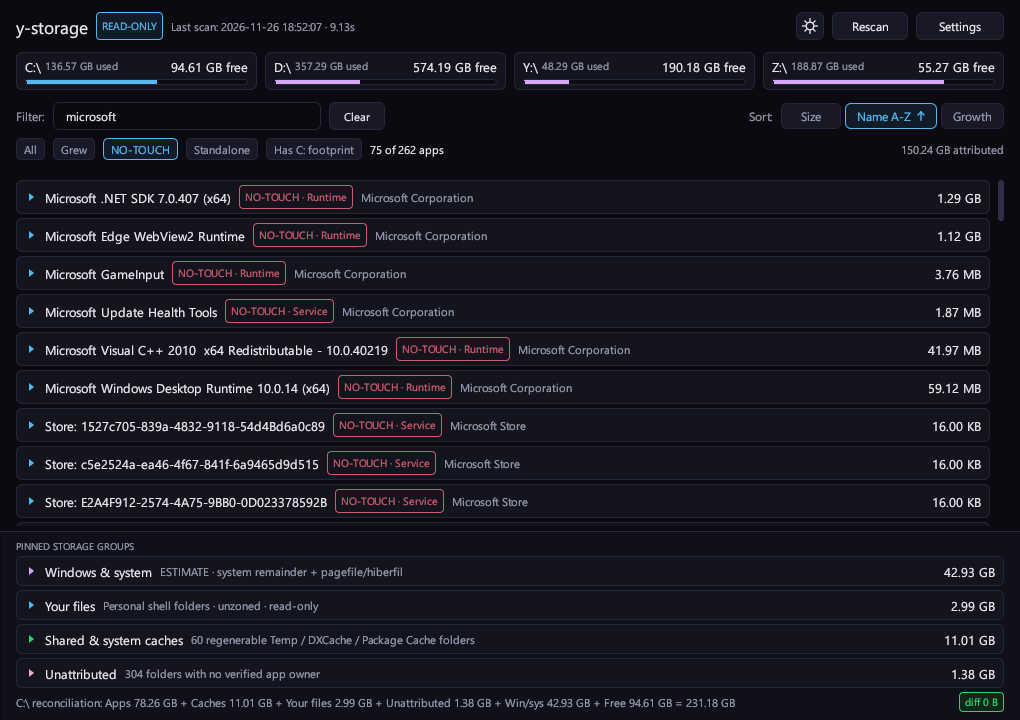 y-storage READ-ONLY Last scan: 2026-11-26 18:52:07 · 9.13s Rescan Settings
C:\ 136.57 GB used 94.61 GB free D:\ 357.29 GB used 574.19 GB free Y:\ 48.29 GB used 190.18 GB free Z:\ 188.87 GB used 55.27 GB free
Filter: microsoft Clear Sort: Size Name A-Z ↑ Growth
All Grew NO-TOUCH Standalone Has C: footprint 75 of 262 apps 150.24 GB attributed
Microsoft .NET SDK 7.0.407 (x64) NO-TOUCH · Runtime Microsoft Corporation 1.29 GB
Microsoft Edge WebView2 Runtime NO-TOUCH · Runtime Microsoft Corporation 1.12 GB
Microsoft GameInput NO-TOUCH · Runtime Microsoft Corporation 3.76 MB
Microsoft Update Health Tools NO-TOUCH · Service Microsoft Corporation 1.87 MB
Microsoft Visual C++ 2010 x64 Redistributable - 10.0.40219 NO-TOUCH · Runtime Microsoft Corporation 41.97 MB
Microsoft Windows Desktop Runtime 10.0.14 (x64) NO-TOUCH · Runtime Microsoft Corporation 59.12 MB
Store: 1527c705-839a-4832-9118-54d4Bd6a0c89 NO-TOUCH · Service Microsoft Store 16.00 KB
Store: c5e2524a-ea46-4f67-841f-6a9465d9d515 NO-TOUCH · Service Microsoft Store 16.00 KB
Store: E2A4F912-2574-4A75-9BB0-0D023378592B NO-TOUCH · Service Microsoft Store 16.00 KB
PINNED STORAGE GROUPS
Windows & system ESTIMATE · system remainder + pagefile/hiberfil 42.93 GB
Your files Personal shell folders · unzoned · read-only 2.99 GB
Shared & system caches 60 regenerable Temp / DXCache / Package Cache folders 11.01 GB
Unattributed 304 folders with no verified app owner 1.38 GB
C:\ reconciliation: Apps 78.26 GB + Caches 11.01 GB + Your files 2.99 GB + Unattributed 1.38 GB + Win/sys 42.93 GB + Free 94.61 GB = 231.18 GB diff 0 B